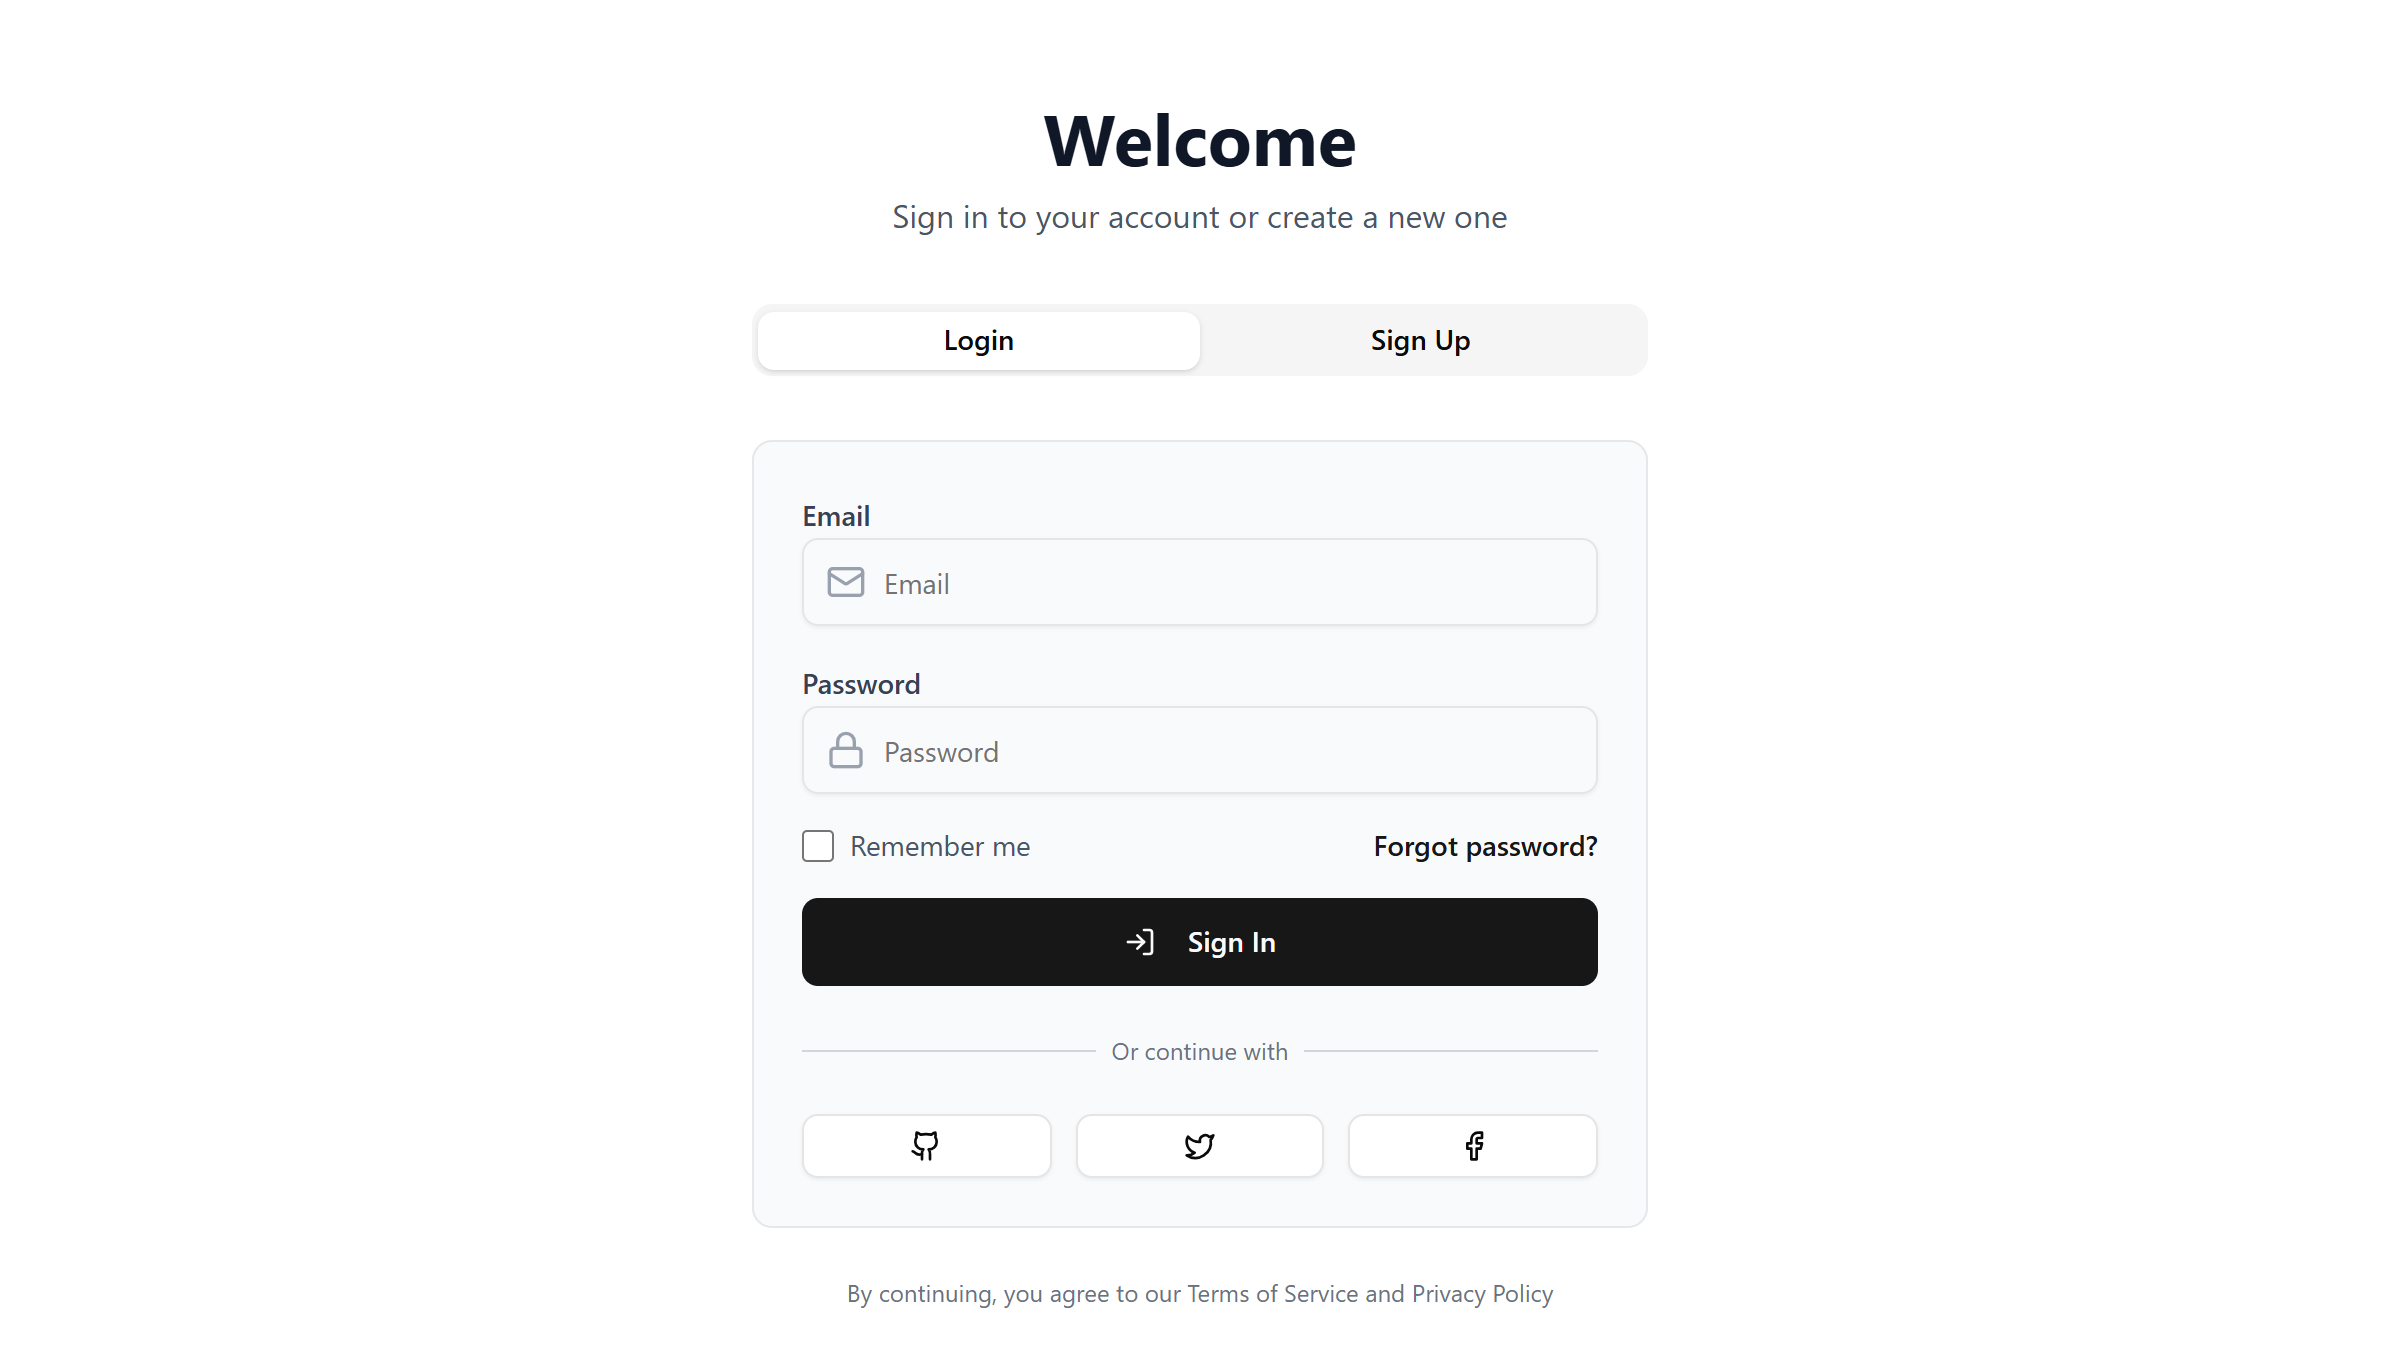 Welcome
Sign in to your account or create a new one
Login
Sign Up
Email
Email
Password
Password
Remember me
Forgot password?
Sign In
Or continue with
By continuing, you agree to our Terms of Service and Privacy Policy